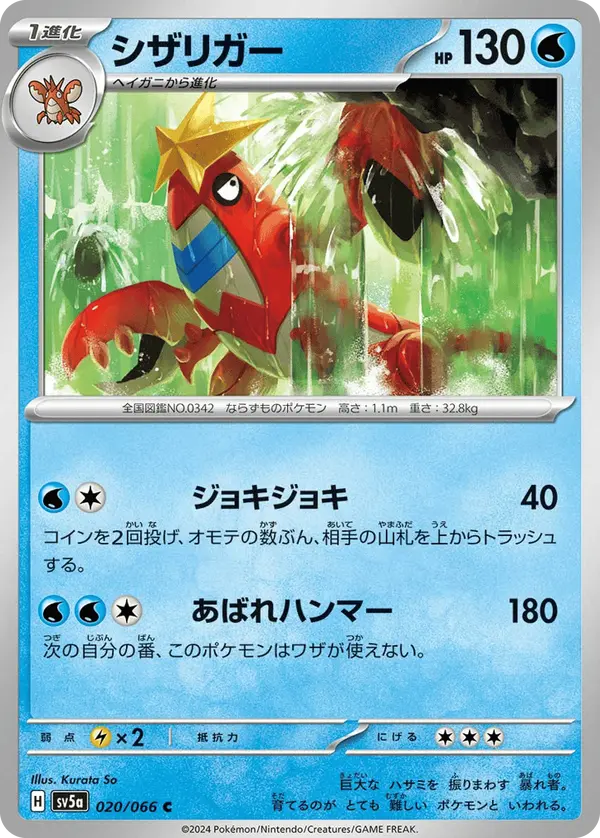 1進化 シザリガー HP 130
ヘイガニから進化
全国図鑑NO.0342 ならずものポケモン 高さ:1.1m 重さ:32.8kg
ジョキジョキ 40
コインを2回投げ、オモテの数ぶん、相手の山札を上からトラッシュ
する。
あばれハンマー 180
次の自分の番、このポケモンはワザが使えない。
弱点 ×2 抵抗力 にげる
Illus. Kurata So
H sv5a 020/066 C
巨大な ハサミを 振りまわす 暴れ者。
育てるのが とても 難しい ポケモンと いわれる。
©2024 Pokémon/Nintendo/Creatures/GAME FREAK.